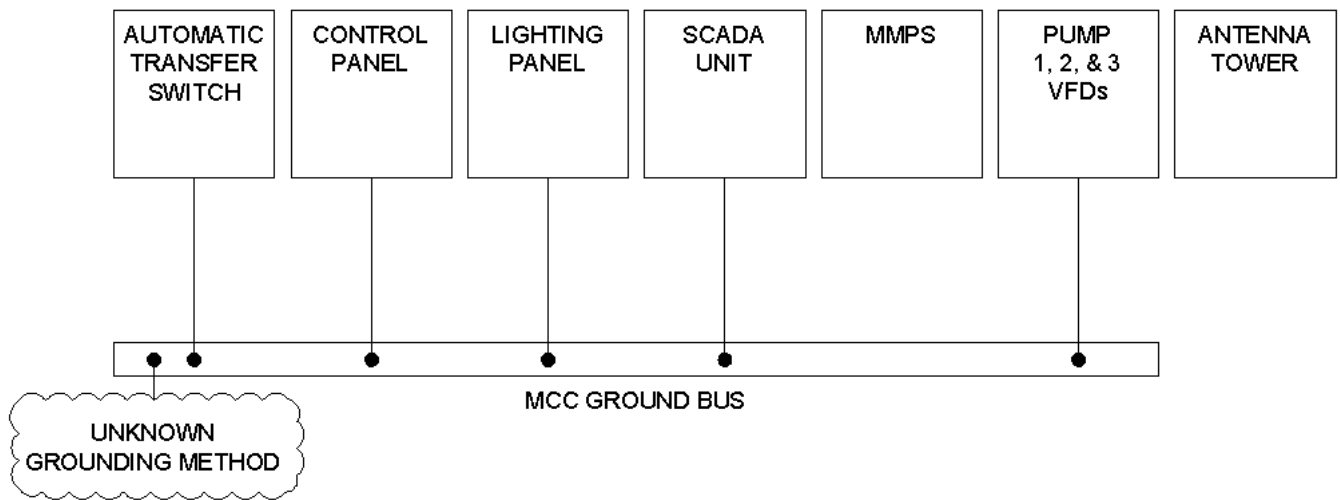 AUTOMATIC
TRANSFER
SWITCH
CONTROL
PANEL
LIGHTING
PANEL
SCADA
UNIT
MMPS
PUMP
1, 2, & 3
VFDs
ANTENNA
TOWER
MCC GROUND BUS
UNKNOWN
GROUNDING METHOD